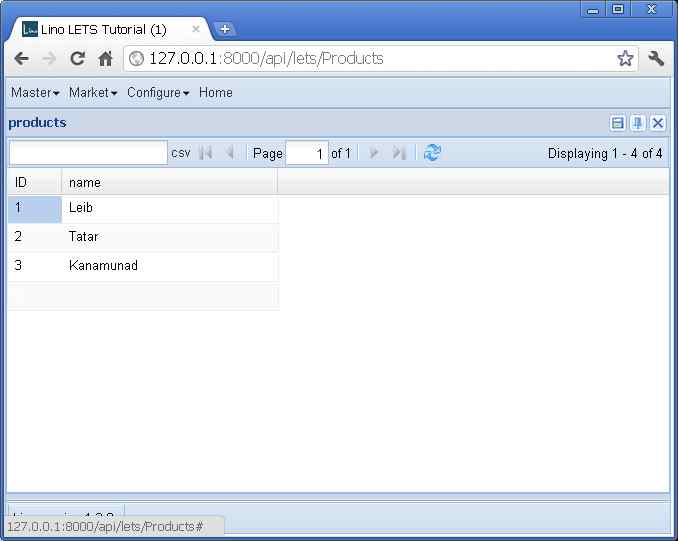 Lino LETS Tutorial (1)
127.0.0.1:8000/api/lets/Products
Master Market Configure Home
products
csv Page 1 of 1 Displaying 1 - 4 of 4
ID name
1 Leib
2 Tatar
3 Kanamunad
127.0.0.1:8000/api/lets/Products#